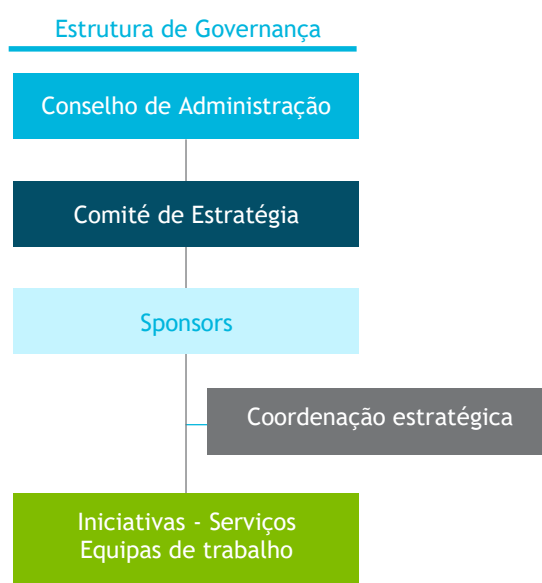 Estrutura de Governança
Conselho de Administração
Comité de Estratégia
Sponsors
Coordenação estratégica
Iniciativas - Serviços
Equipas de trabalho